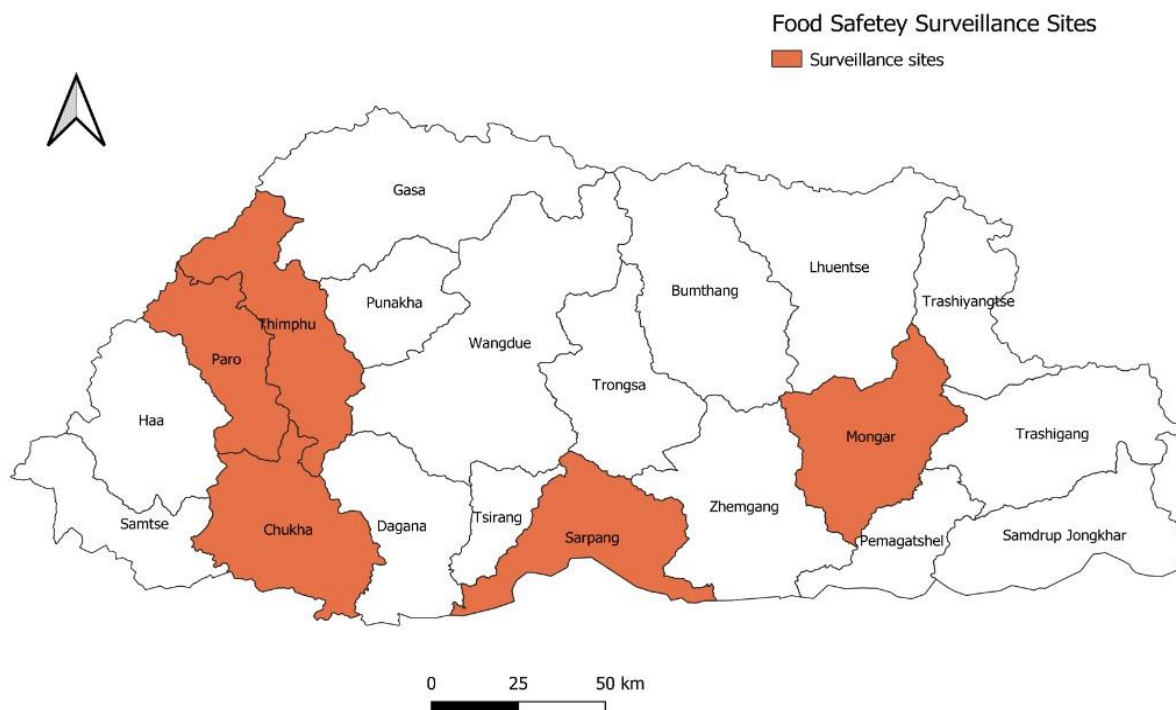 Food Safetey Surveillance Sites
Surveillance sites
Gasa
Punakha
Thimphu
Paro
Haa
Wangdue
Trongsa
Bumthang
Lhuentse
Trashiyangtse
Mongar
Trashigang
Samtse
Chukha
Dagana
Tsirang
Sarpang
Zhemgang
Pemagatshel
Samdrup Jongkhar
0 25 50 km